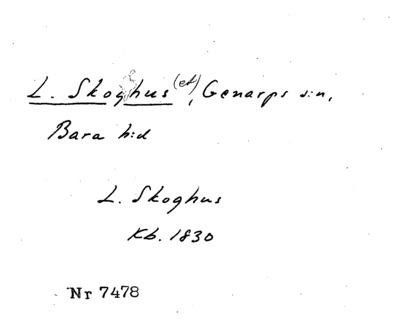 L. Skoghus (et), Genarps s:n,
Bara h:d
L. Skoghus
Kb. 1830
Nr 7478